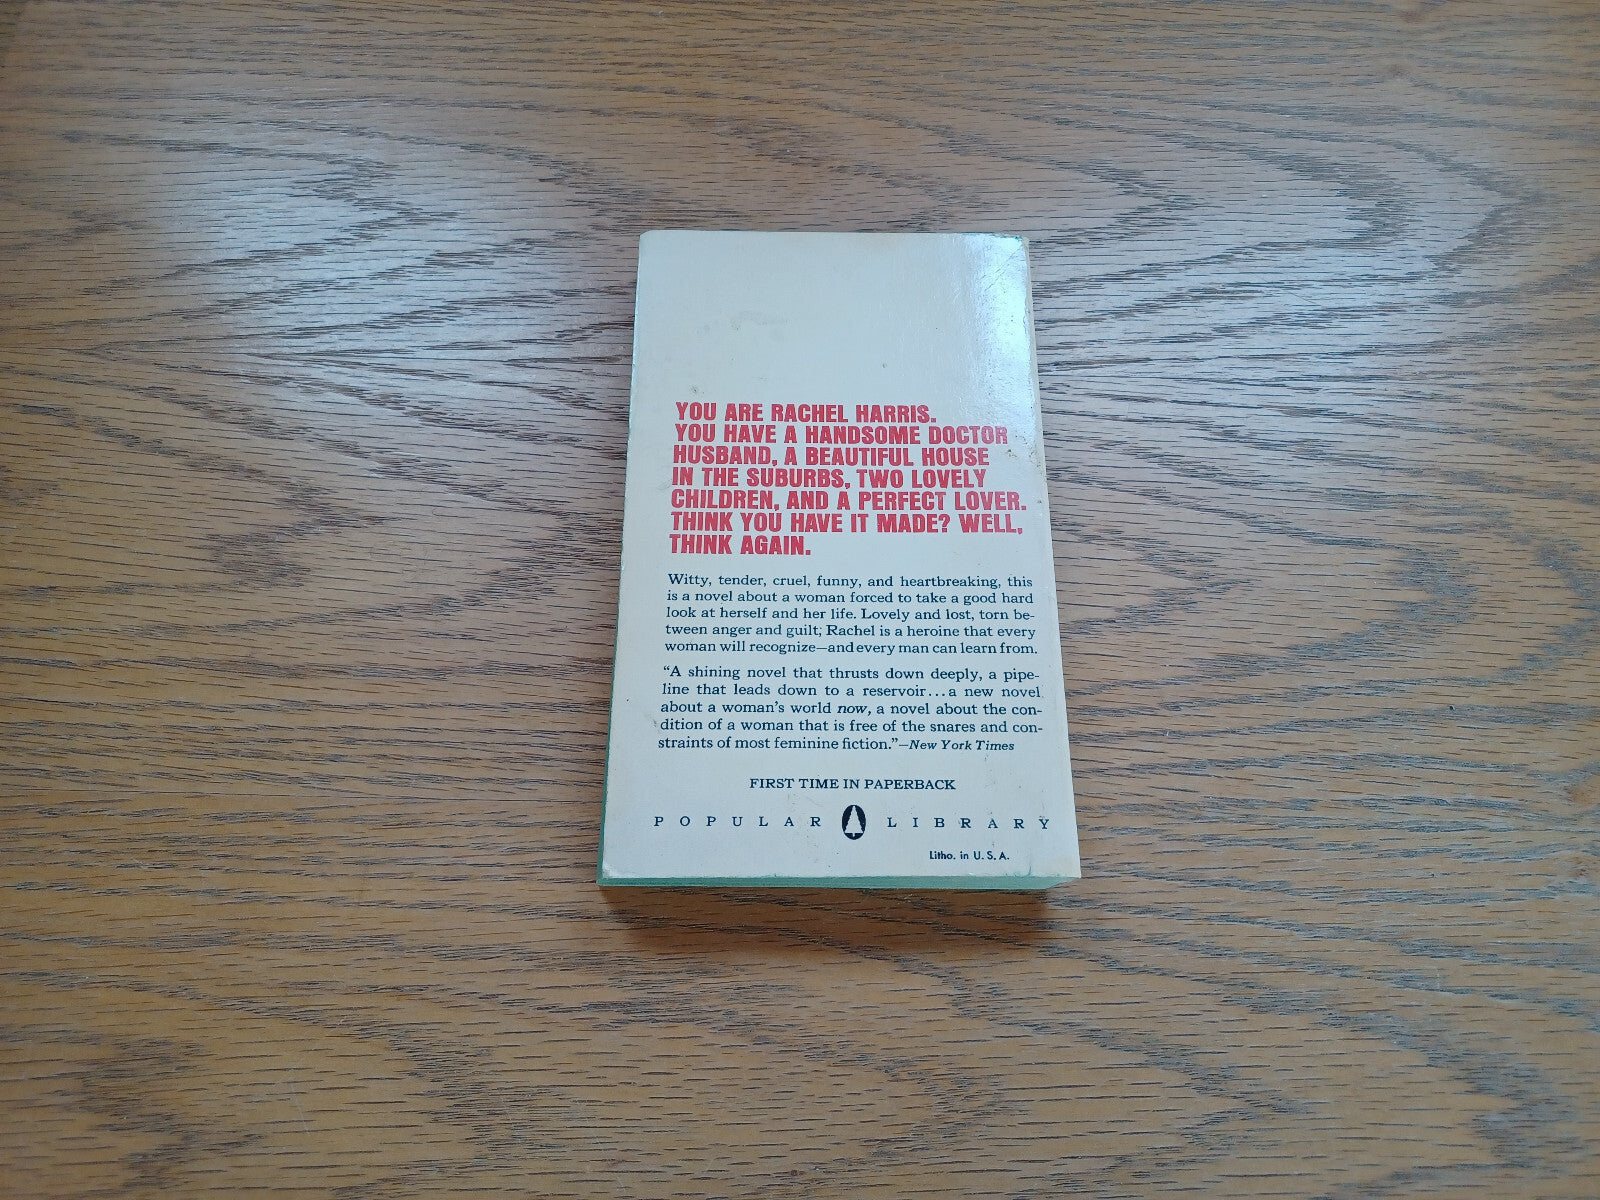 YOU ARE RACHEL HARRIS.
YOU HAVE A HANDSOME DOCTOR
HUSBAND, A BEAUTIFUL HOUSE
IN THE SUBURBS, TWO LOVELY
CHILDREN, AND A PERFECT LOVER.
THINK YOU HAVE IT MADE? WELL,
THINK AGAIN.
Witty, tender, cruel, funny, and heartbreaking, this
is a novel about a woman forced to take a good hard
look at herself and her life. Lovely and lost, torn be-
tween anger and guilt; Rachel is a heroine that every
woman will recognize—and every man can learn from.
“A shining novel that thrusts down deeply, a pipe-
line that leads down to a reservoir...a new novel
about a woman's world now, a novel about the con-
dition of a woman that is free of the snares and con-
straints of most feminine fiction.”—New York Times
FIRST TIME IN PAPERBACK
POPULAR LIBRARY
Litho. in U.S.A.